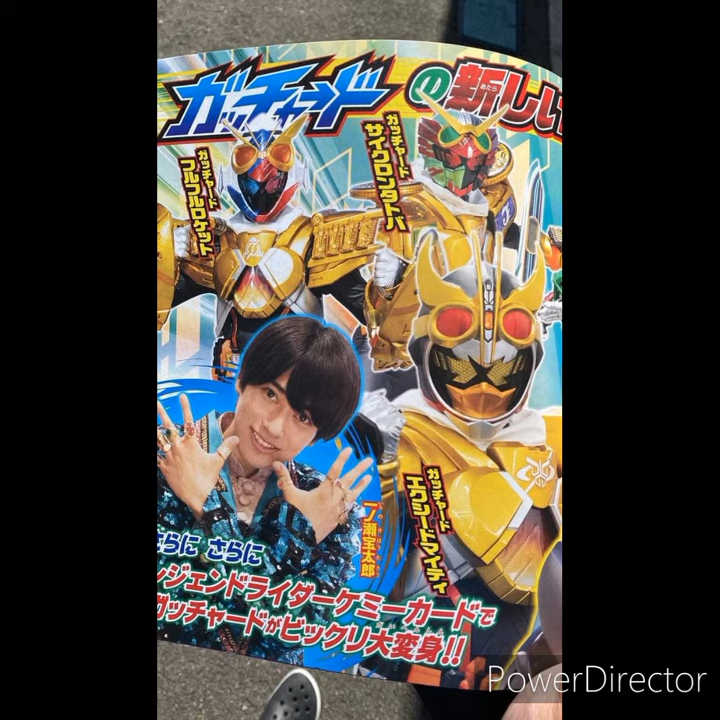 ガッチャードの新しい
あたら
ガッチャード
フルフルロケット
ガッチャード
サイクロンタトバ
ガッチャード
エクシードマイティ
一ノ瀬宝太郎
さらに さらに
レジェンドライダーケミーカードで
ガッチャードがビックリ大変身!!
PowerDirector